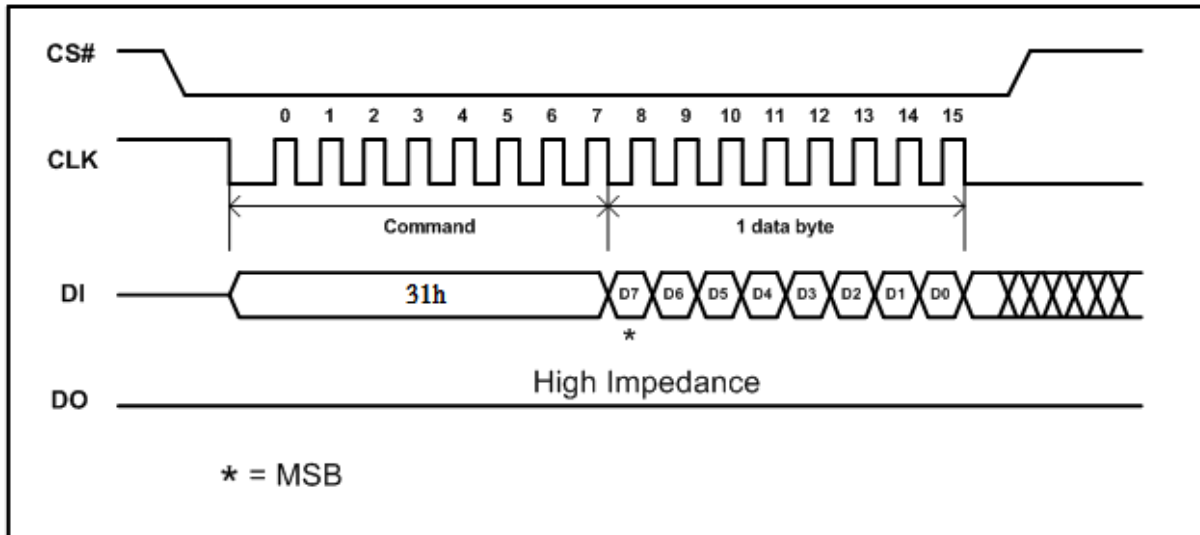 CS#
0 1 2 3 4 5 6 7 8 9 10 11 12 13 14 15
CLK
Command 1 data byte
DI 31h D7 D6 D5 D4 D3 D2 D1 D0
*
High Impedance
DO
* = MSB